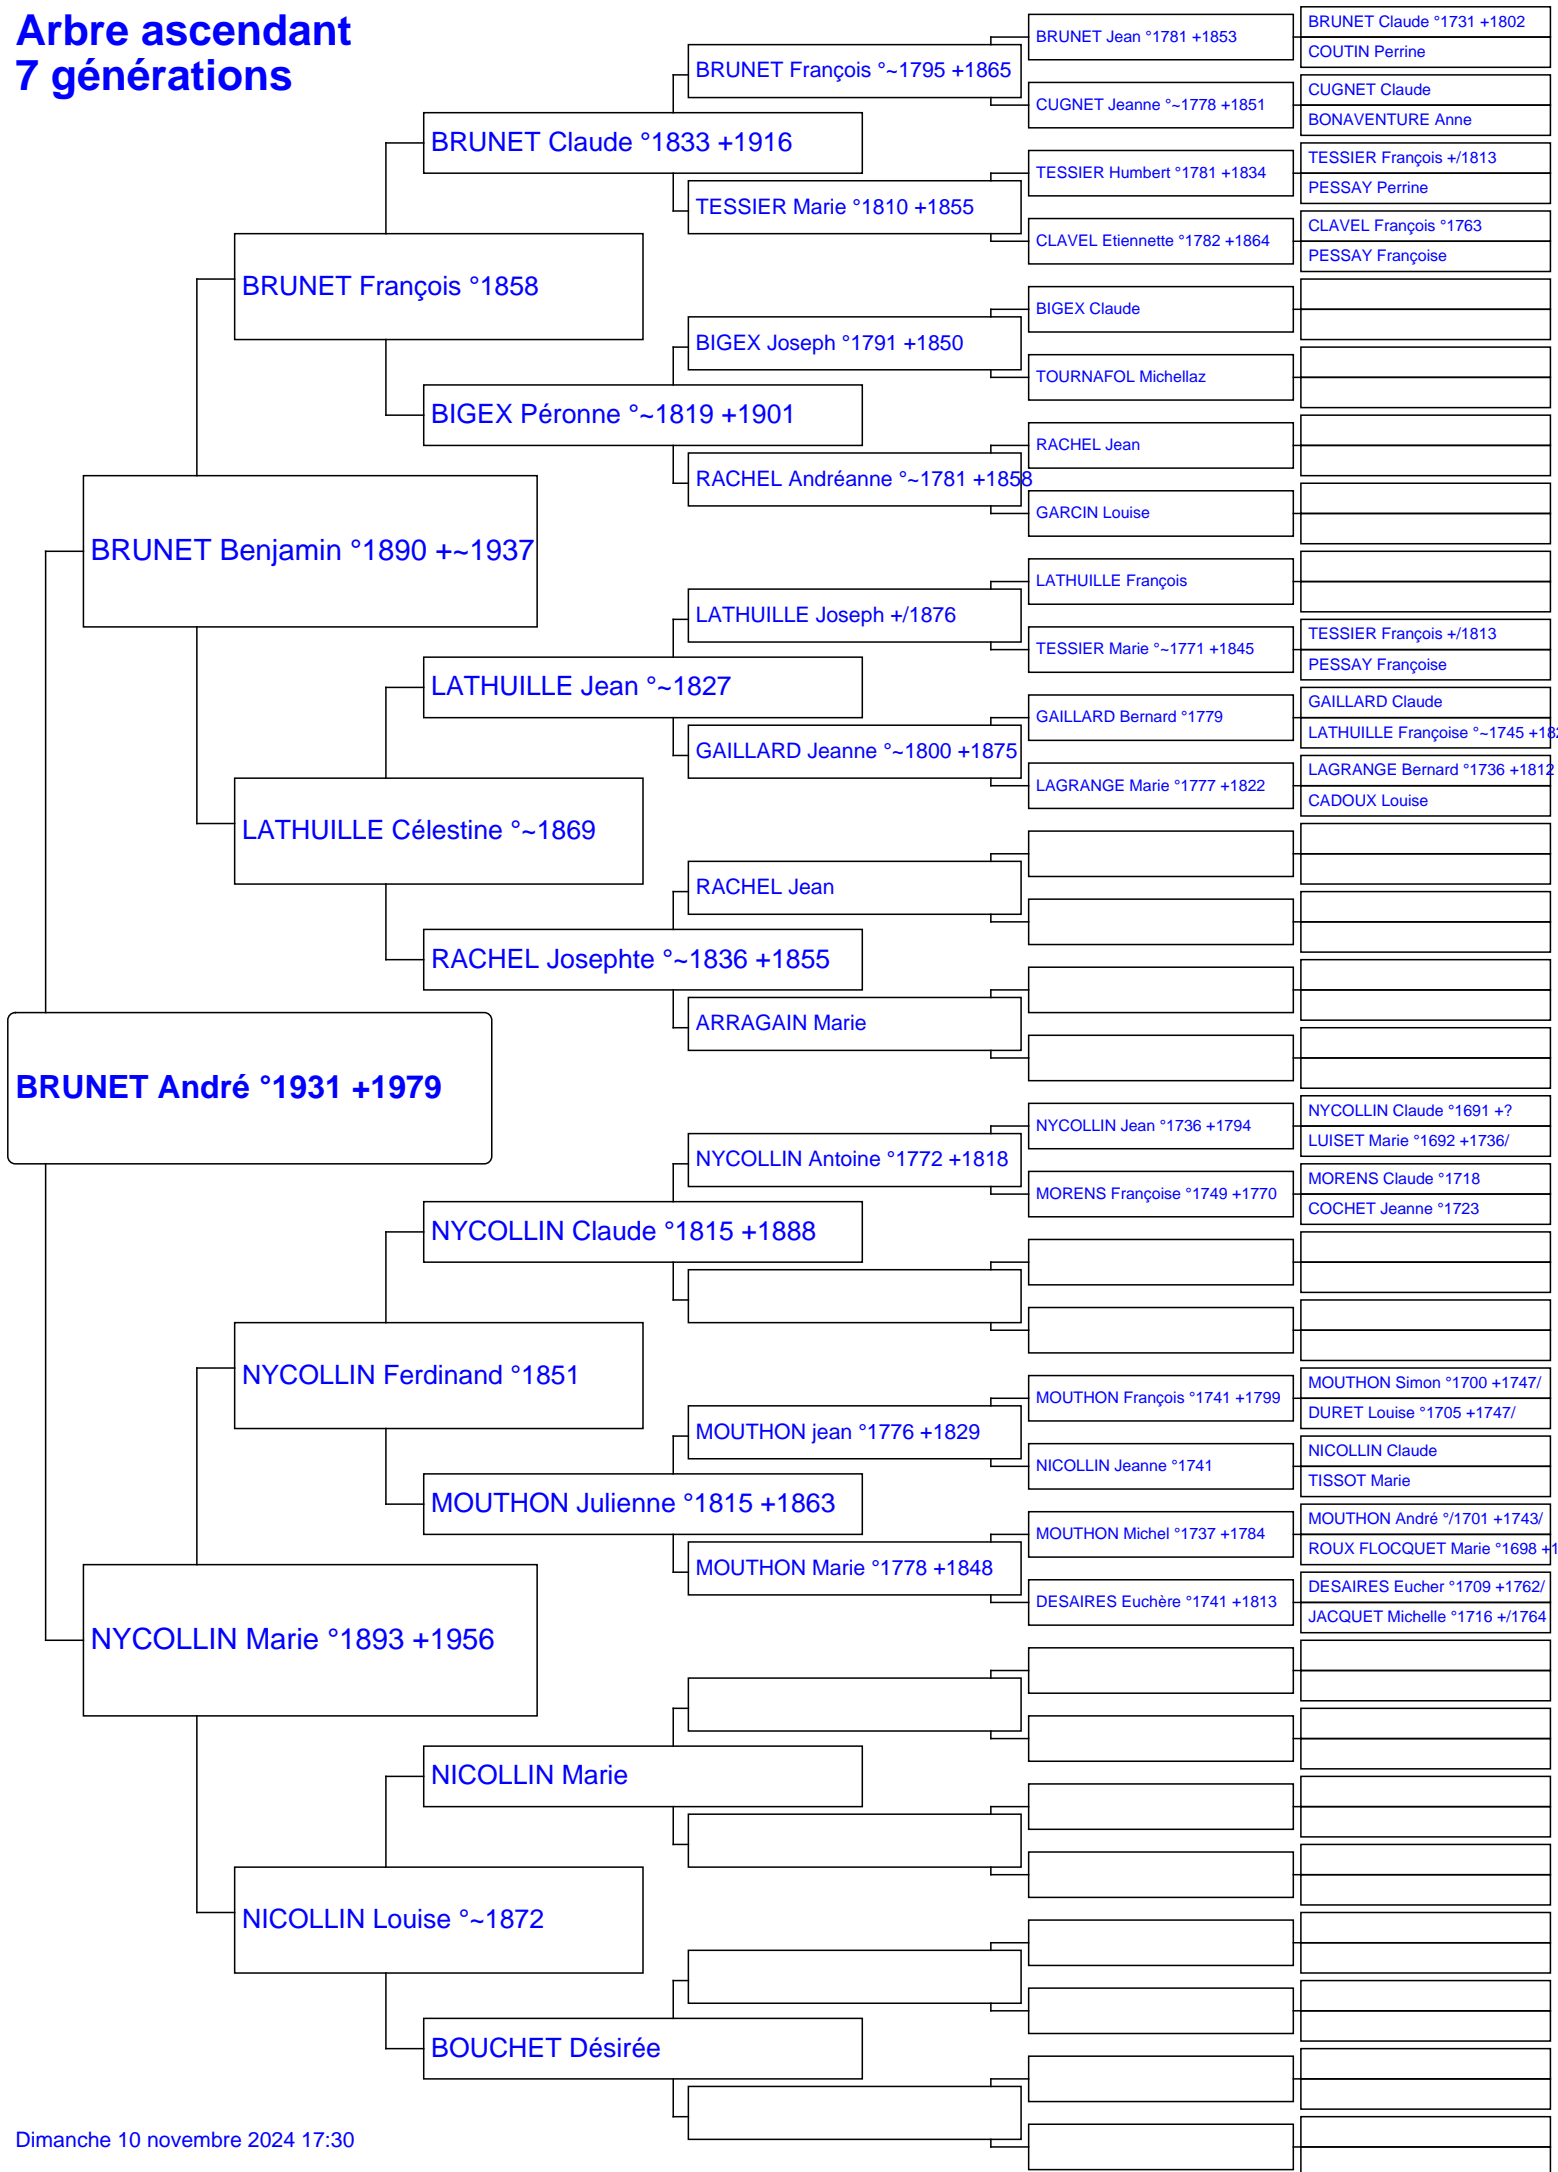 Arbre ascendant
7 générations
BRUNET André °1931 +1979
BRUNET Benjamin °1890 +~1937
NYCOLLIN Marie °1893 +1956
BRUNET François °1858
LATHUILLE Célestine °~1869
NYCOLLIN Ferdinand °1851
NICOLLIN Louise °~1872
BRUNET Claude °1833 +1916
BIGEX Péronne °~1819 +1901
LATHUILLE Jean °~1827
RACHEL Josephte °~1836 +1855
NYCOLLIN Claude °1815 +1888
MOUTHON Julienne °1815 +1863
NICOLLIN Marie
BOUCHET Désirée
BRUNET François °~1795 +1865
TESSIER Marie °1810 +1855
BIGEX Joseph °1791 +1850
RACHEL Andréanne °~1781 +1858
LATHUILLE Joseph +/1876
GAILLARD Jeanne °~1800 +1875
RACHEL Jean
ARRAGAIN Marie
NYCOLLIN Antoine °1772 +1818
MOUTHON jean °1776 +1829
MOUTHON Marie °1778 +1848
BRUNET Jean °1781 +1853
CUGNET Jeanne °~1778 +1851
TESSIER Humbert °1781 +1834
CLAVEL Etiennette °1782 +1864
BIGEX Claude
TOURNAFOL Michellaz
RACHEL Jean
GARCIN Louise
LATHUILLE François
TESSIER Marie °~1771 +1845
GAILLARD Bernard °1779
LAGRANGE Marie °1777 +1822
NYCOLLIN Jean °1736 +1794
MORENS Françoise °1749 +1770
MOUTHON François °1741 +1799
NICOLLIN Jeanne °1741
MOUTHON Michel °1737 +1784
DESAIRES Euchère °1741 +1813
BRUNET Claude °1731 +1802
COUTIN Perrine
CUGNET Claude
BONAVENTURE Anne
TESSIER François +/1813
PESSAY Perrine
CLAVEL François °1763
PESSAY Françoise
TESSIER François +/1813
PESSAY Françoise
GAILLARD Claude
LATHUILLE Françoise °~1745
LAGRANGE Bernard °1736 +1812
CADOUX Louise
NYCOLLIN Claude °1691 +?
LUISET Marie °1692 +1736/
MORENS Claude °1718
COCHET Jeanne °1723
MOUTHON Simon °1700 +1747/
DURET Louise °1705 +1747/
NICOLLIN Claude
TISSOT Marie
MOUTHON André °/1701 +1743/
ROUX FLOCQUET Marie °1698
DESAIRES Eucher °1709 +1762/
JACQUET Michelle °1716 +/1764
Dimanche 10 novembre 2024 17:30